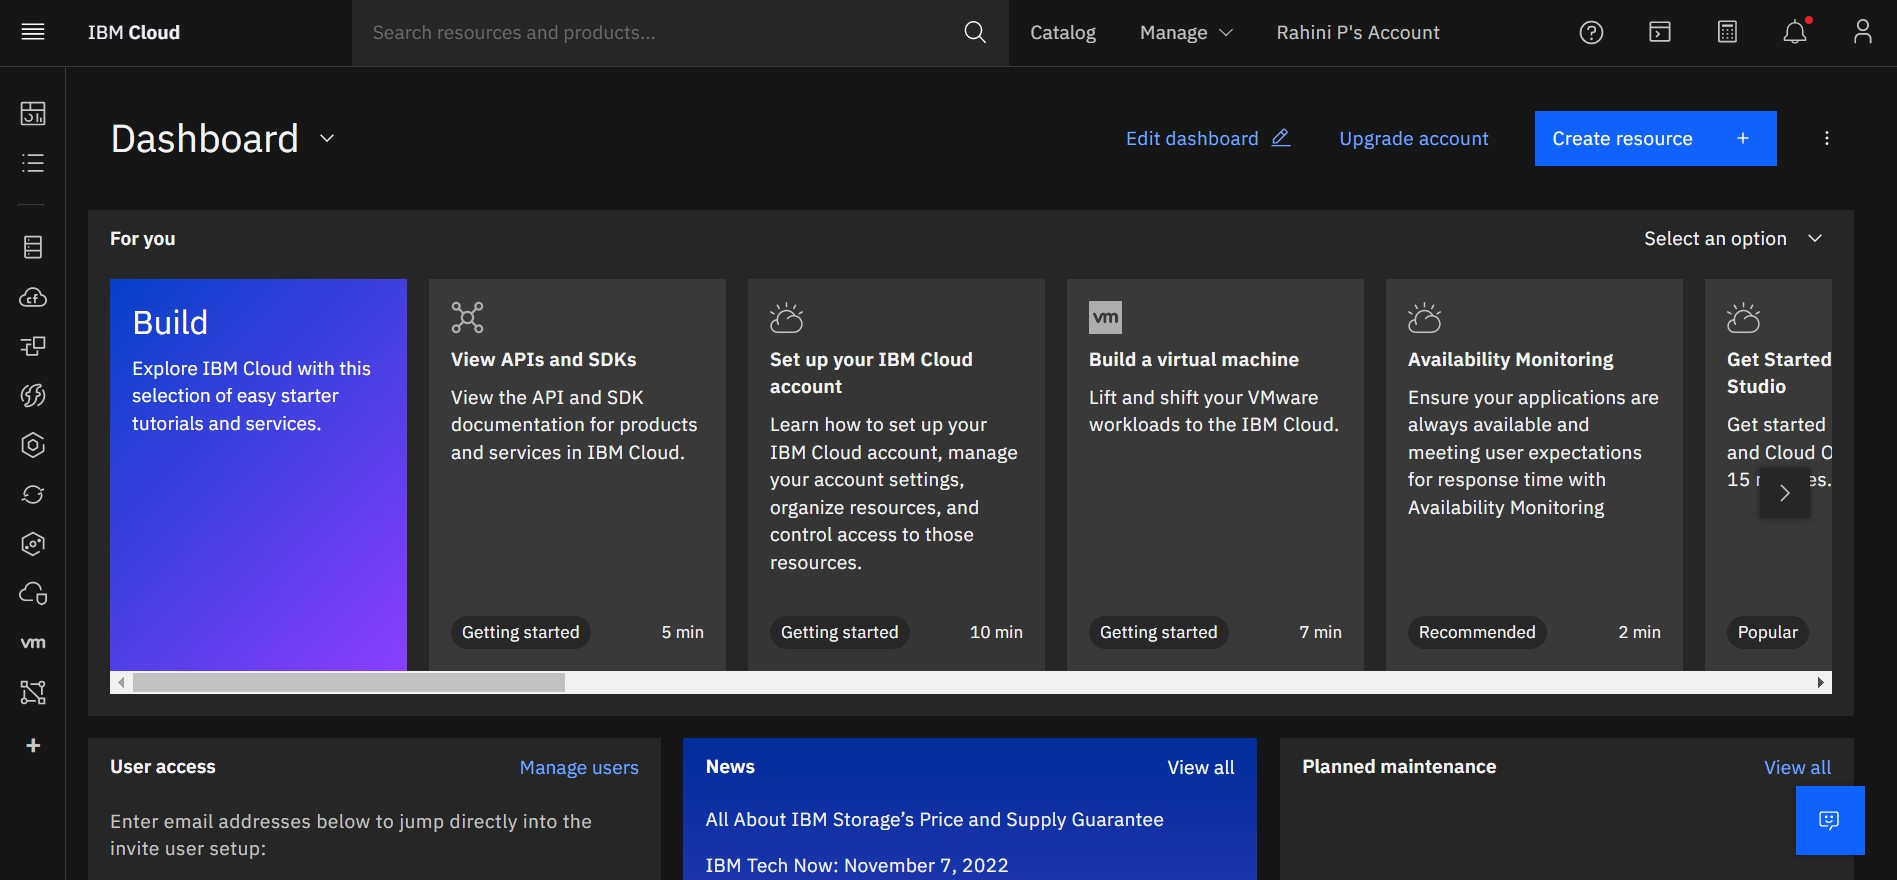 IBM Cloud
Search resources and products...
Catalog
Manage
Rahini P's Account
Dashboard
Edit dashboard
Upgrade account
Create resource +
For you
Select an option
Build
Explore IBM Cloud with this
selection of easy starter
tutorials and services.
View APIs and SDKs
View the API and SDK
documentation for products
and services in IBM Cloud.
Getting started
5 min
Set up your IBM Cloud
account
Learn how to set up your
IBM Cloud account, manage
your account settings,
organize resources, and
control access to those
resources.
Getting started
10 min
vm
Build a virtual machine
Lift and shift your VMware
workloads to the IBM Cloud.
Getting started
7 min
Availability Monitoring
Ensure your applications are
always available and
meeting user expectations
for response time with
Availability Monitoring
Recommended
2 min
Get Started
Studio
Get started
and Cloud O
15
Popular
cf
vm
+
User access
Manage users
Enter email addresses below to jump directly into the
invite user setup:
News
View all
All About IBM Storage’s Price and Supply Guarantee
IBM Tech Now: November 7, 2022
Planned maintenance
View all